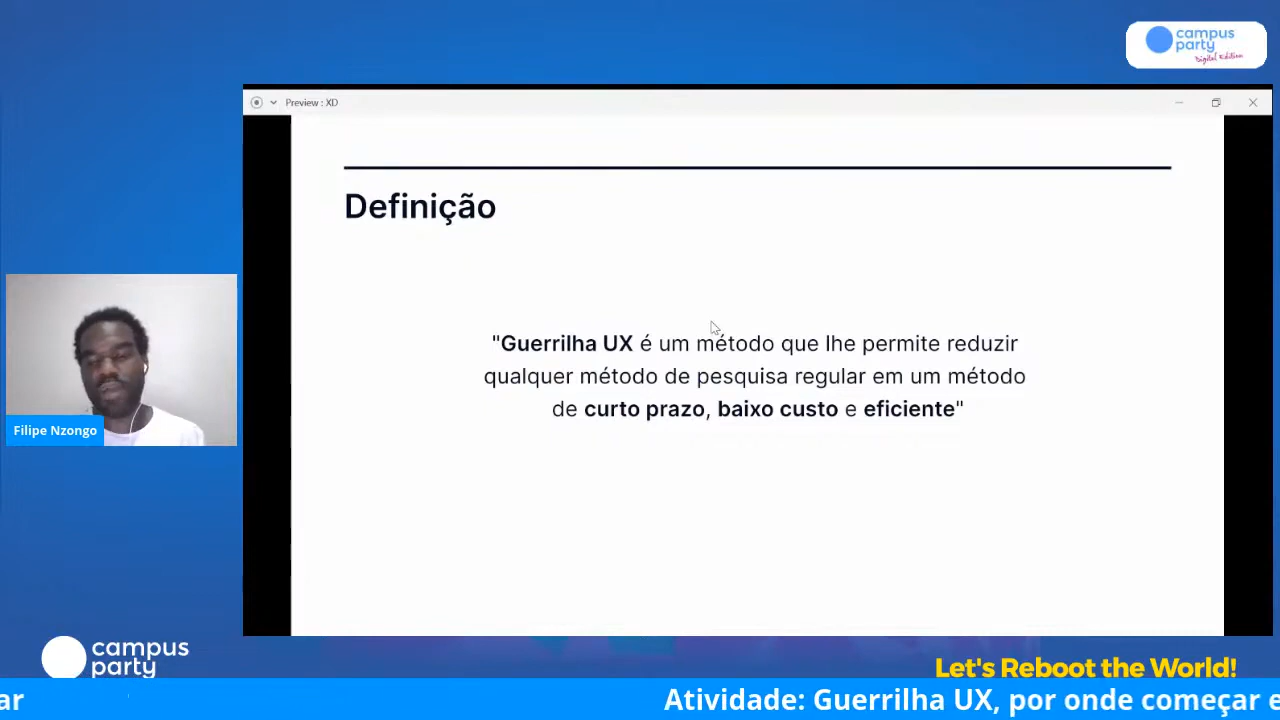 campus
party
Digital Edition
Preview : XD
Definição
"Guerrilha UX é um método que lhe permite reduzir
qualquer método de pesquisa regular em um método
de curto prazo, baixo custo e eficiente"
Filipe Nzongo
campus
party
Let's Reboot the World!
ar
Atividade: Guerrilha UX, por onde começar e